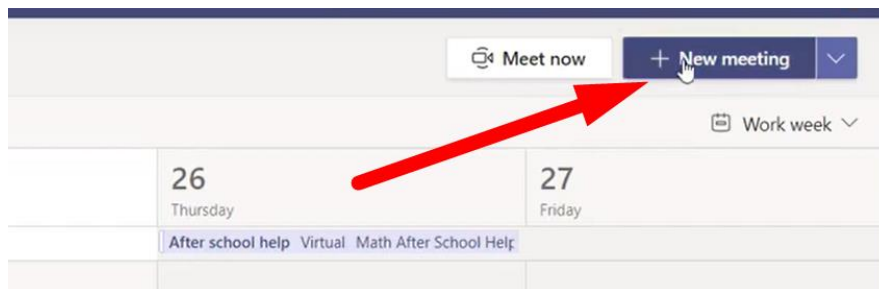 Meet now
New meeting
Work week
26
Thursday
27
Friday
After school help Virtual Math After School Help